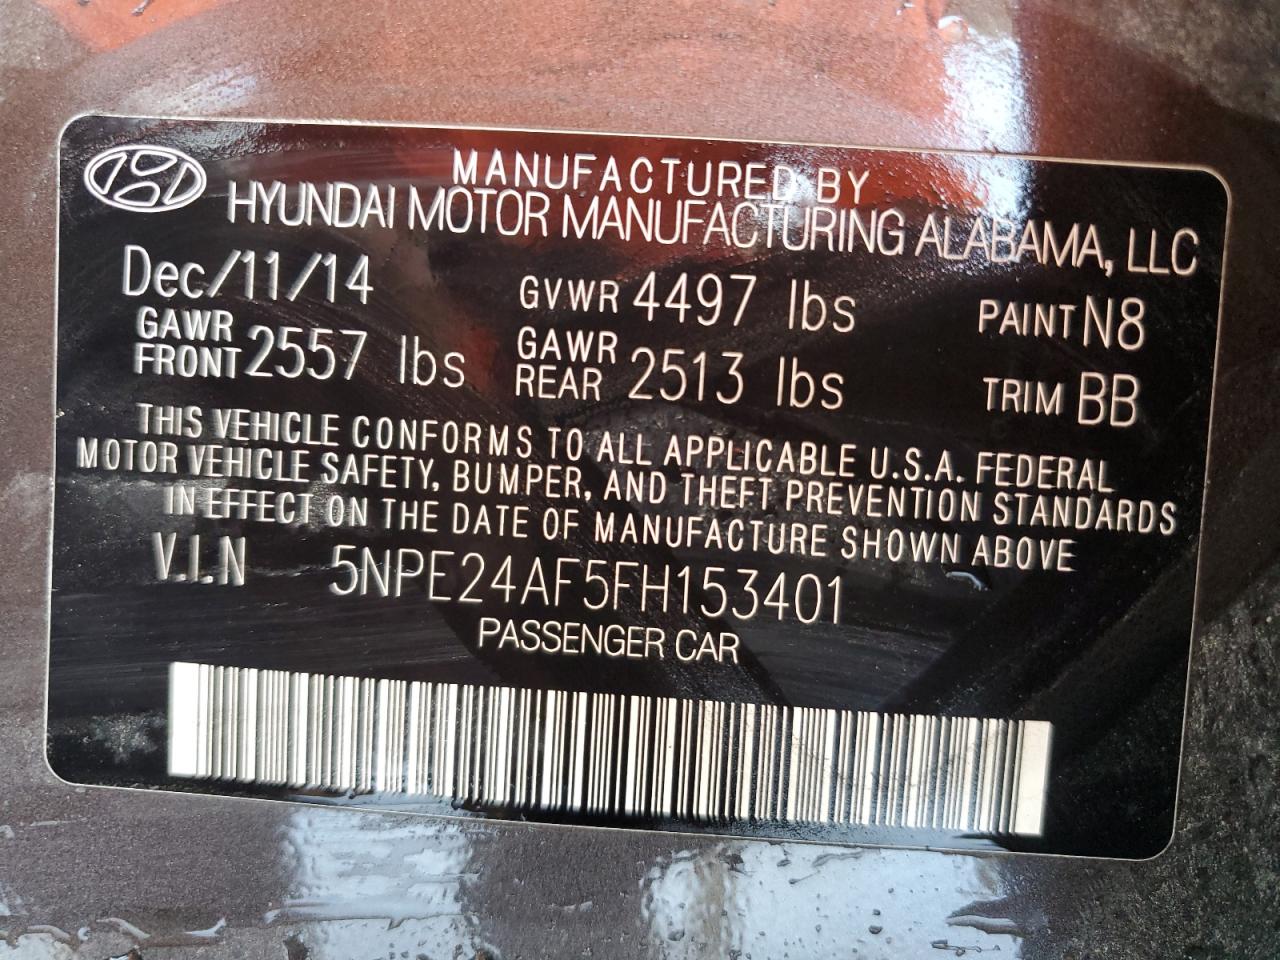 MANUFACTURED BY
HYUNDAI MOTOR MANUFACTURING ALABAMA, LLC
Dec/11/14 GVWR 4497 lbs PAINT N8
GAWR FRONT 2557 lbs GAWR REAR 2513 lbs TRIM BB
THIS VEHICLE CONFORMS TO ALL APPLICABLE U.S.A. FEDERAL
MOTOR VEHICLE SAFETY, BUMPER, AND THEFT PREVENTION STANDARDS
IN EFFECT ON THE DATE OF MANUFACTURE SHOWN ABOVE
V.I.N 5NPE24AF5FH153401
PASSENGER CAR